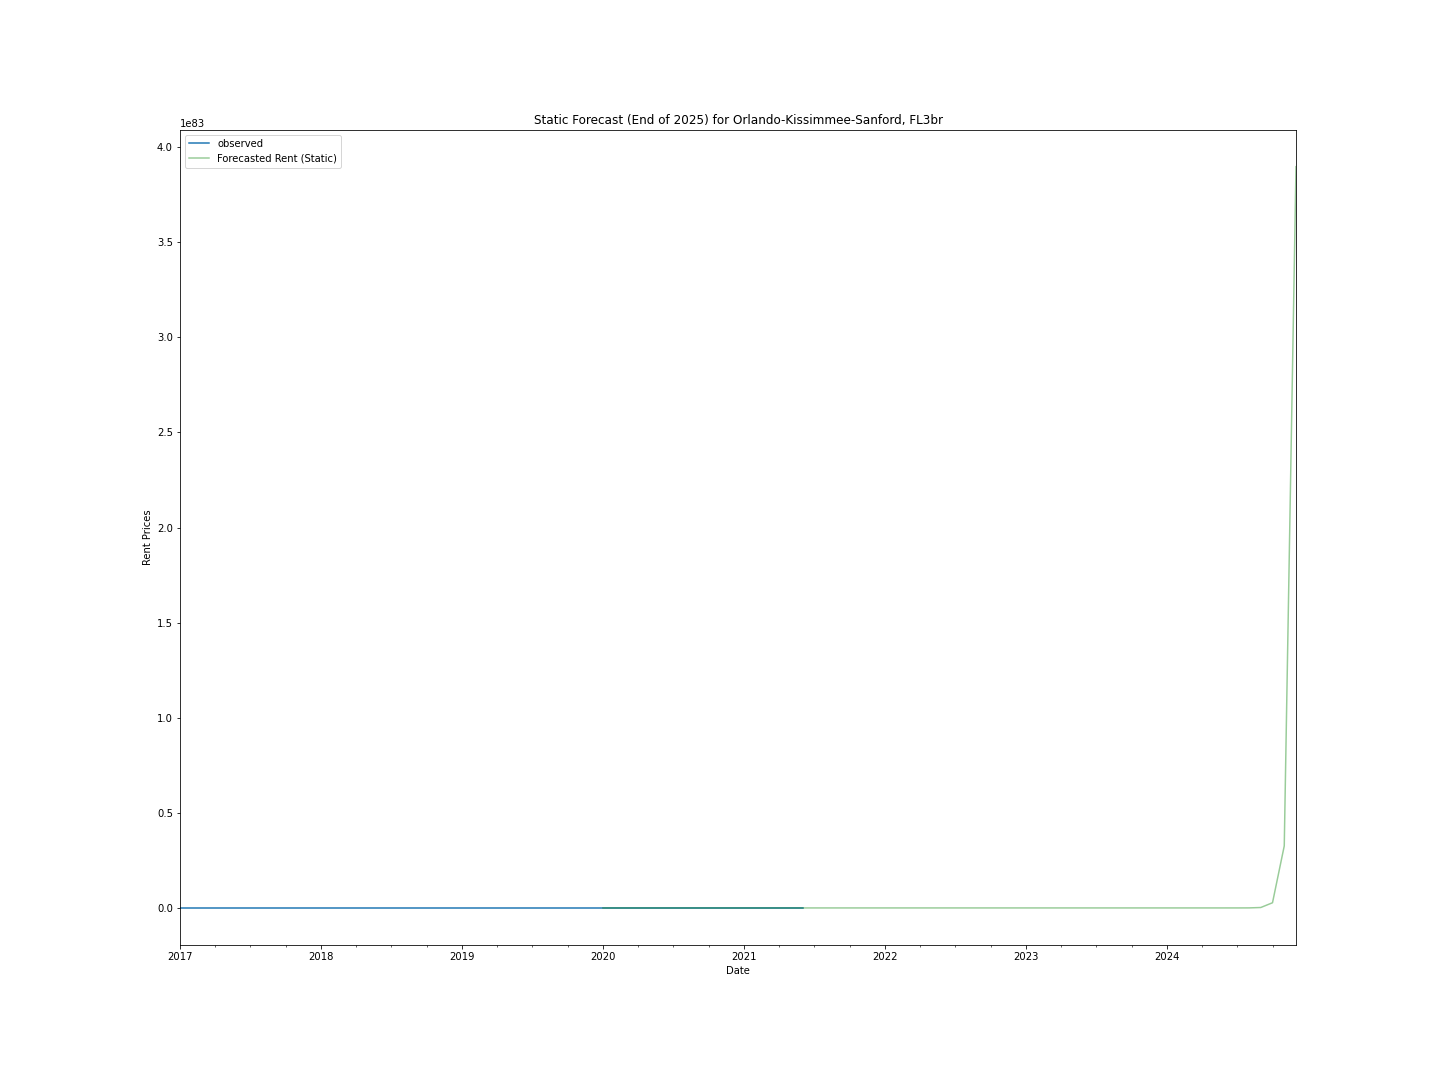 Static Forecast (End of 2025) for Orlando-Kissimmee-Sanford, FL3br
1e83
observed
Forecasted Rent (Static)
4.0
3.5
3.0
2.5
2.0
1.5
1.0
0.5
0.0
Rent Prices
2017 2018 2019 2020 2021 2022 2023 2024
Date